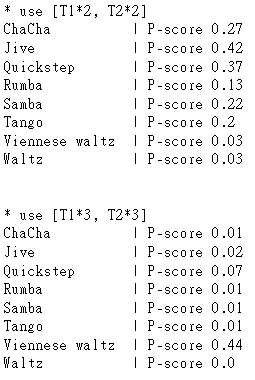 * use [T1*2, T2*2]
ChaCha | P-score 0.27
Jive | P-score 0.42
Quickstep | P-score 0.37
Rumba | P-score 0.13
Samba | P-score 0.22
Tango | P-score 0.2
Viennese waltz | P-score 0.03
Waltz | P-score 0.03
* use [T1*3, T2*3]
ChaCha | P-score 0.01
Jive | P-score 0.02
Quickstep | P-score 0.07
Rumba | P-score 0.01
Samba | P-score 0.01
Tango | P-score 0.01
Viennese waltz | P-score 0.44
Waltz | P-score 0.0